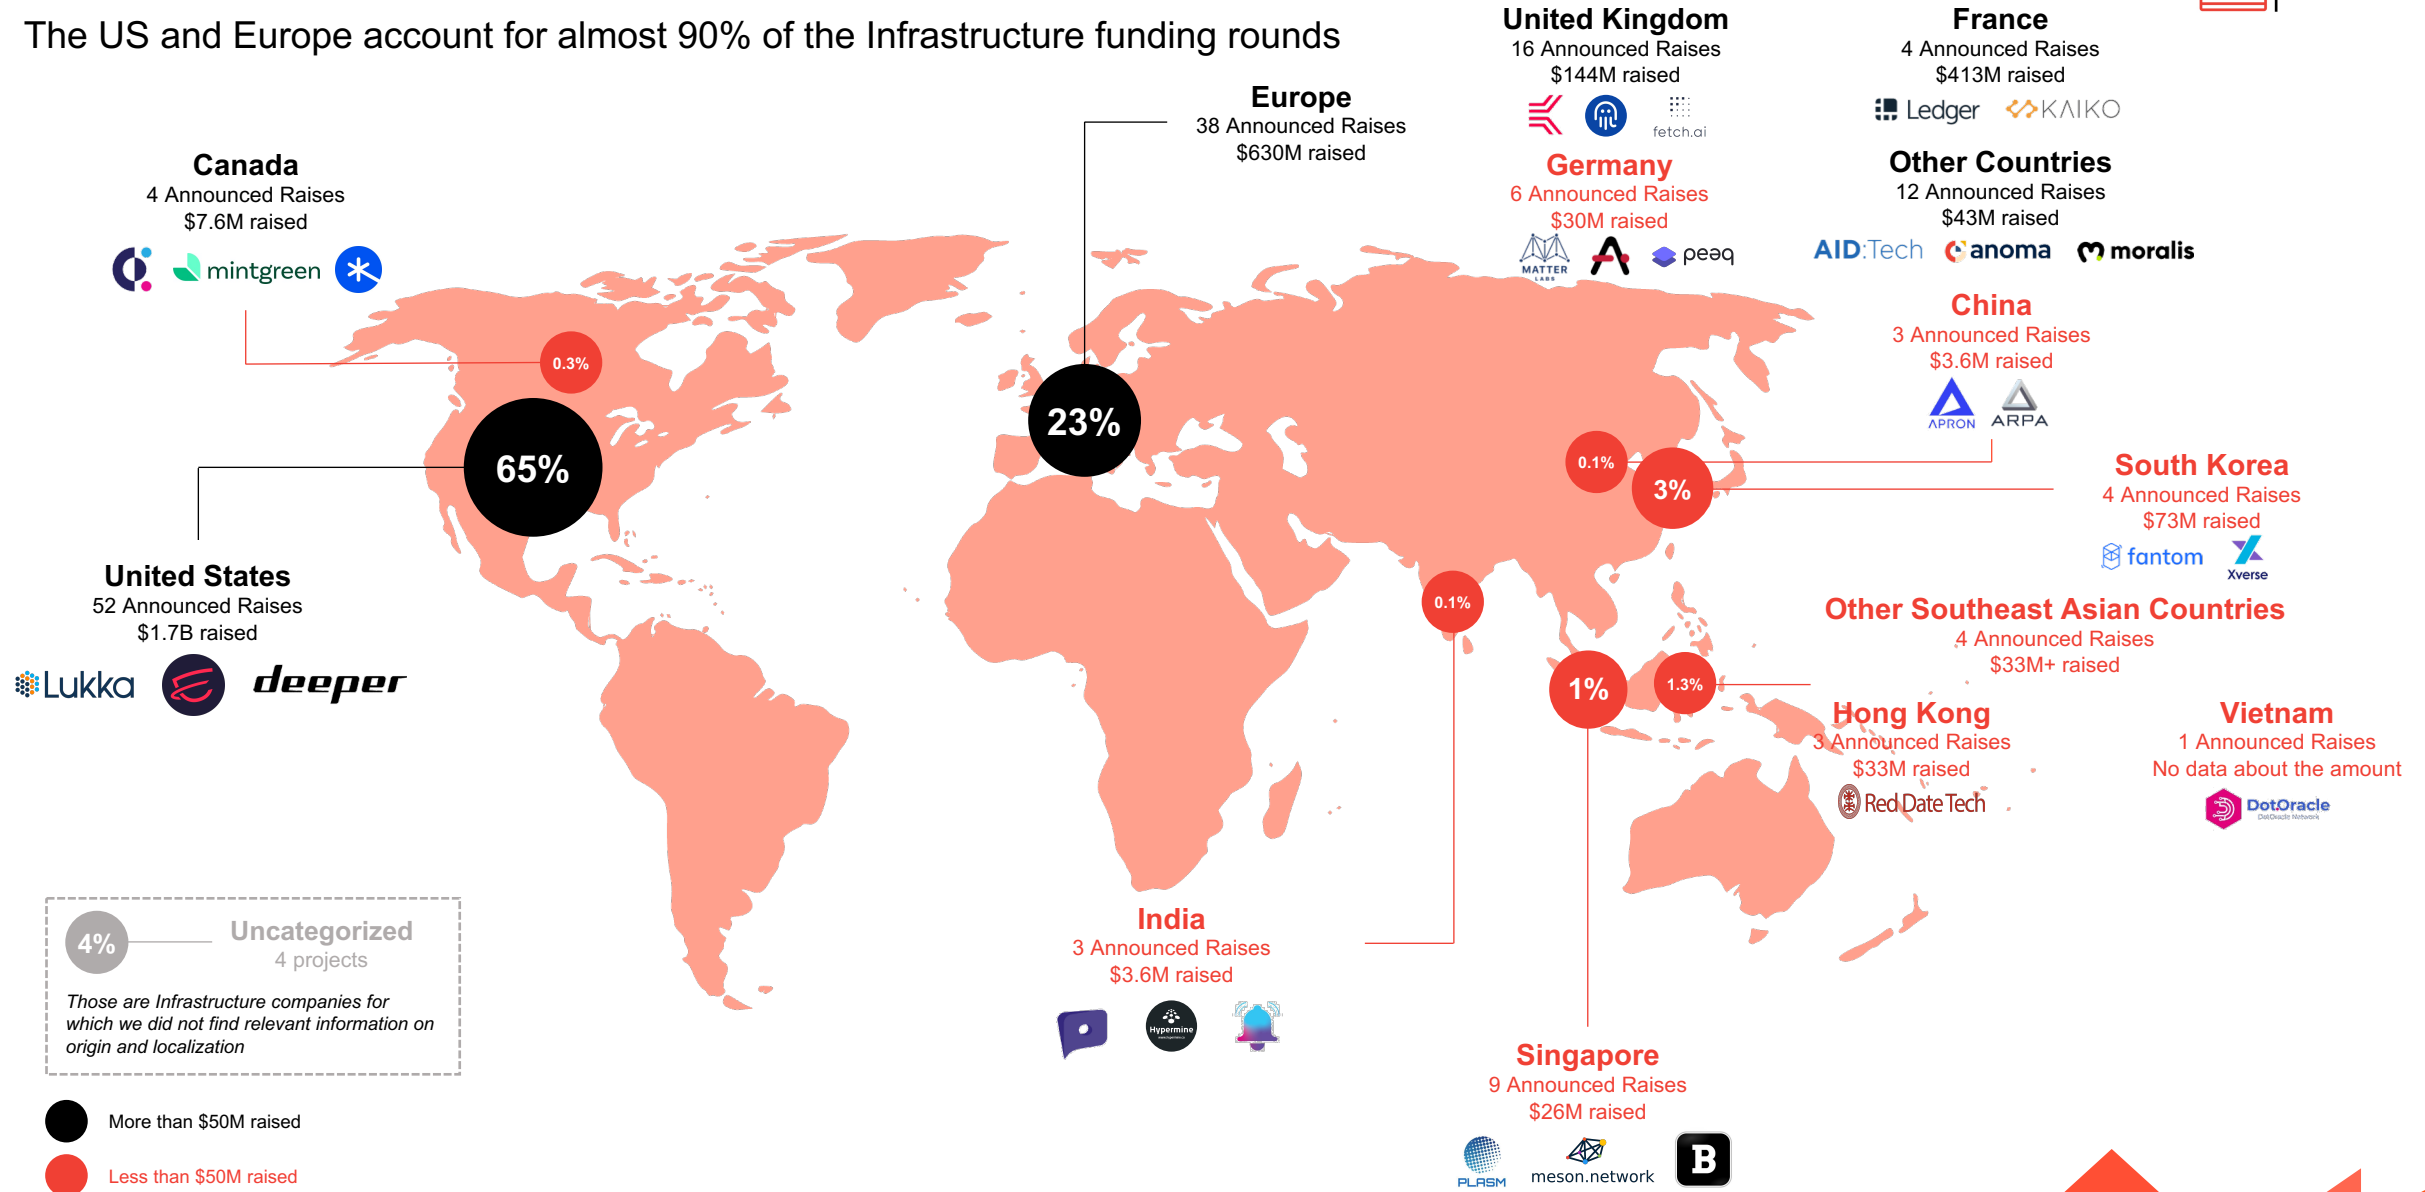 The US and Europe account for almost 90% of the Infrastructure funding rounds
Canada
4 Announced Raises
$7.6M raised
mintgreen
0.3%
65%
United States
52 Announced Raises
$1.7B raised
Lukka
deeper
Europe
38 Announced Raises
$630M raised
23%
United Kingdom
16 Announced Raises
$144M raised
fetch.ai
France
4 Announced Raises
$413M raised
Ledger
KAIKO
Germany
6 Announced Raises
$30M raised
MATTER
LABS
peaq
Other Countries
12 Announced Raises
$43M raised
AID:Tech
anoma
moralis
China
3 Announced Raises
$3.6M raised
APRON
ARPA
0.1%
3%
South Korea
4 Announced Raises
$73M raised
fantom
Xverse
0.1%
1%
1.3%
Other Southeast Asian Countries
4 Announced Raises
$33M+ raised
Hong Kong
3 Announced Raises
$33M raised
Red Date Tech
Vietnam
1 Announced Raises
No data about the amount
Dot.Oracle
DotOracle Network
India
3 Announced Raises
$3.6M raised
Hypermine
Singapore
9 Announced Raises
$26M raised
PLASM
meson.network
B
4%
Uncategorized
4 projects
Those are Infrastructure companies for
which we did not find relevant information on
origin and localization
More than $50M raised
Less than $50M raised